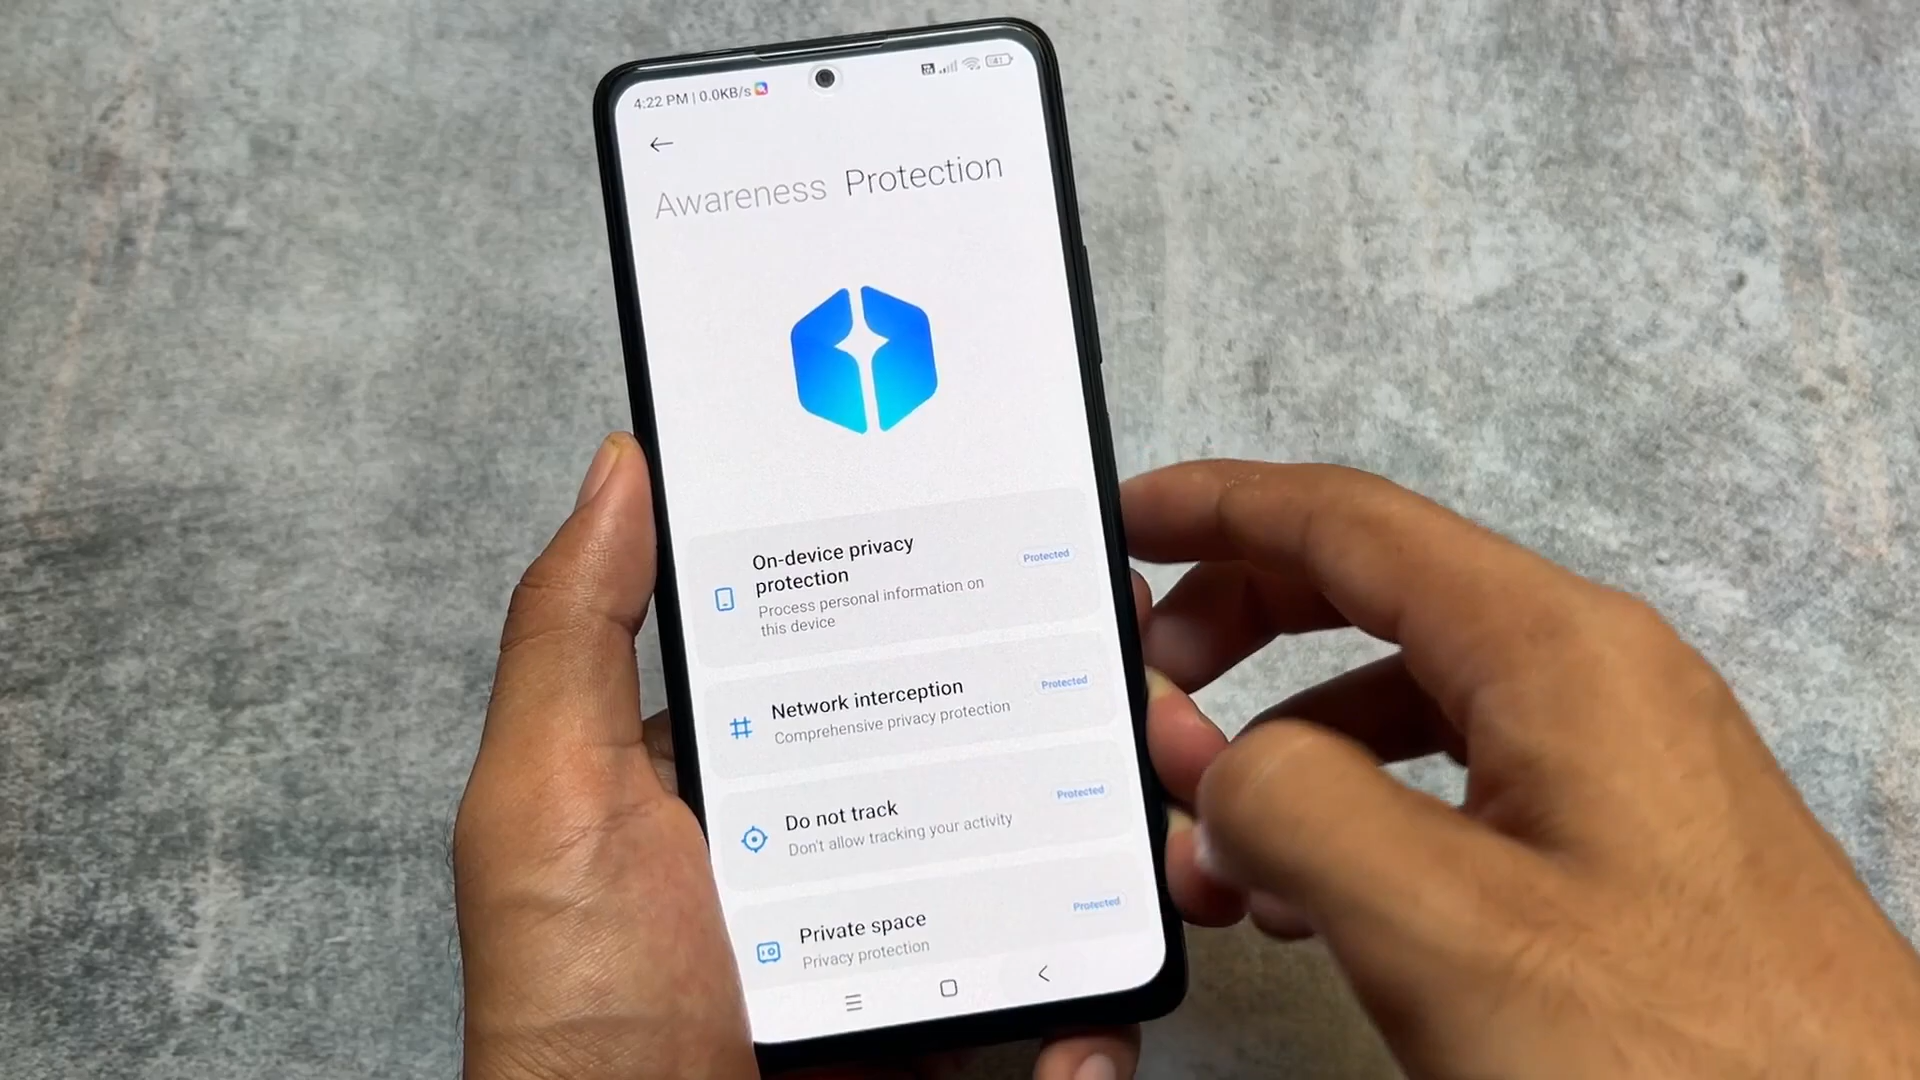 4:22 PM | 0.0KB/s
41
Awareness Protection
On-device privacy
protection
Process personal information on
this device
Protected
Network interception
Comprehensive privacy protection
Protected
Do not track
Don't allow tracking your activity
Protected
Private space
Privacy protection
Protected